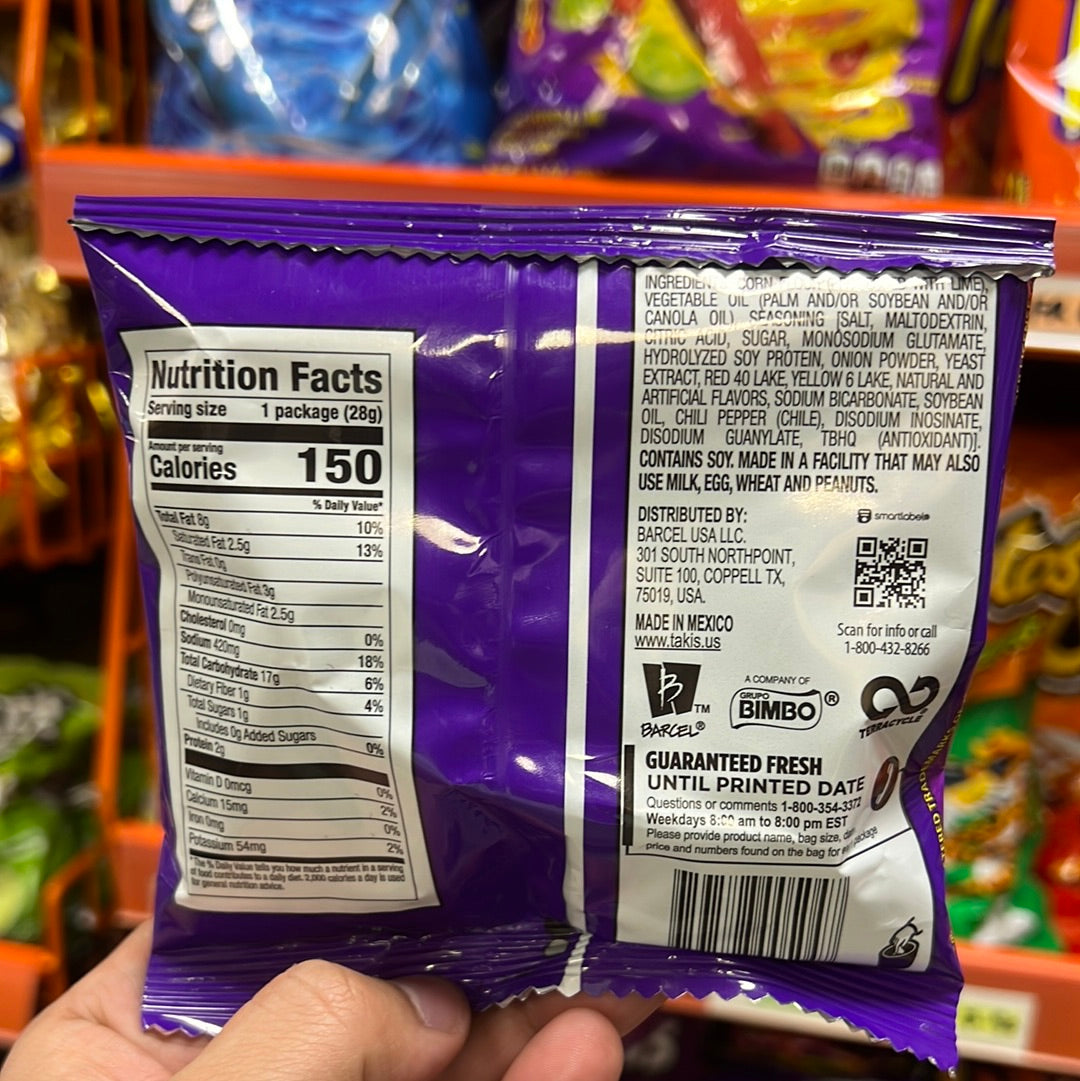 Nutrition Facts
Serving size 1 package (28g)
Amount per serving
Calories 150
% Daily Value*
Total Fat 8g 10%
Saturated Fat 2.5g 13%
Trans Fat 0g
Polyunsaturated Fat 3g
Monounsaturated Fat 2.5g
Cholesterol 0mg 0%
Sodium 420mg 18%
Total Carbohydrate 17g 6%
Dietary Fiber 1g 4%
Total Sugars 1g
Includes 0g Added Sugars 0%
Protein 2g
Vitamin D 0mcg 0%
Calcium 15mg 2%
Iron 0mg 0%
Potassium 54mg 2%
*The % Daily Value tells you how much a nutrient in a serving
of food contributes to a daily diet. 2,000 calories a day is used
for general nutrition advice.
CORN WITH LIME),
VEGETABLE OIL (PALM AND/OR SOYBEAN AND/OR
CANOLA OIL) SEASONING [SALT, MALTODEXTRIN,
CITRIC ACID, SUGAR, MONOSODIUM GLUTAMATE,
HYDROLYZED SOY PROTEIN, ONION POWDER, YEAST
EXTRACT, RED 40 LAKE, YELLOW 6 LAKE, NATURAL AND
ARTIFICIAL FLAVORS, SODIUM BICARBONATE, SOYBEAN
OIL, CHILI PEPPER (CHILE), DISODIUM INOSINATE,
DISODIUM GUANYLATE, TBHQ (ANTIOXIDANT)].
CONTAINS SOY. MADE IN A FACILITY THAT MAY ALSO
USE MILK, EGG, WHEAT AND PEANUTS.
DISTRIBUTED BY:
BARCEL USA LLC.
301 SOUTH NORTHPOINT,
SUITE 100, COPPELL TX,
75019, USA.
MADE IN MEXICO
www.takis.us
smartlabel®
Scan for info or call
1-800-432-8266
B TM
BARCEL®
A COMPANY OF
GRUPO
BIMBO®
TERRACYCLE®
GUARANTEED FRESH
UNTIL PRINTED DATE
Questions or comments 1-800-354-3372
Weekdays 8:00 am to 8:00 pm EST
Please provide product name, bag size, package
price and numbers found on the bag for